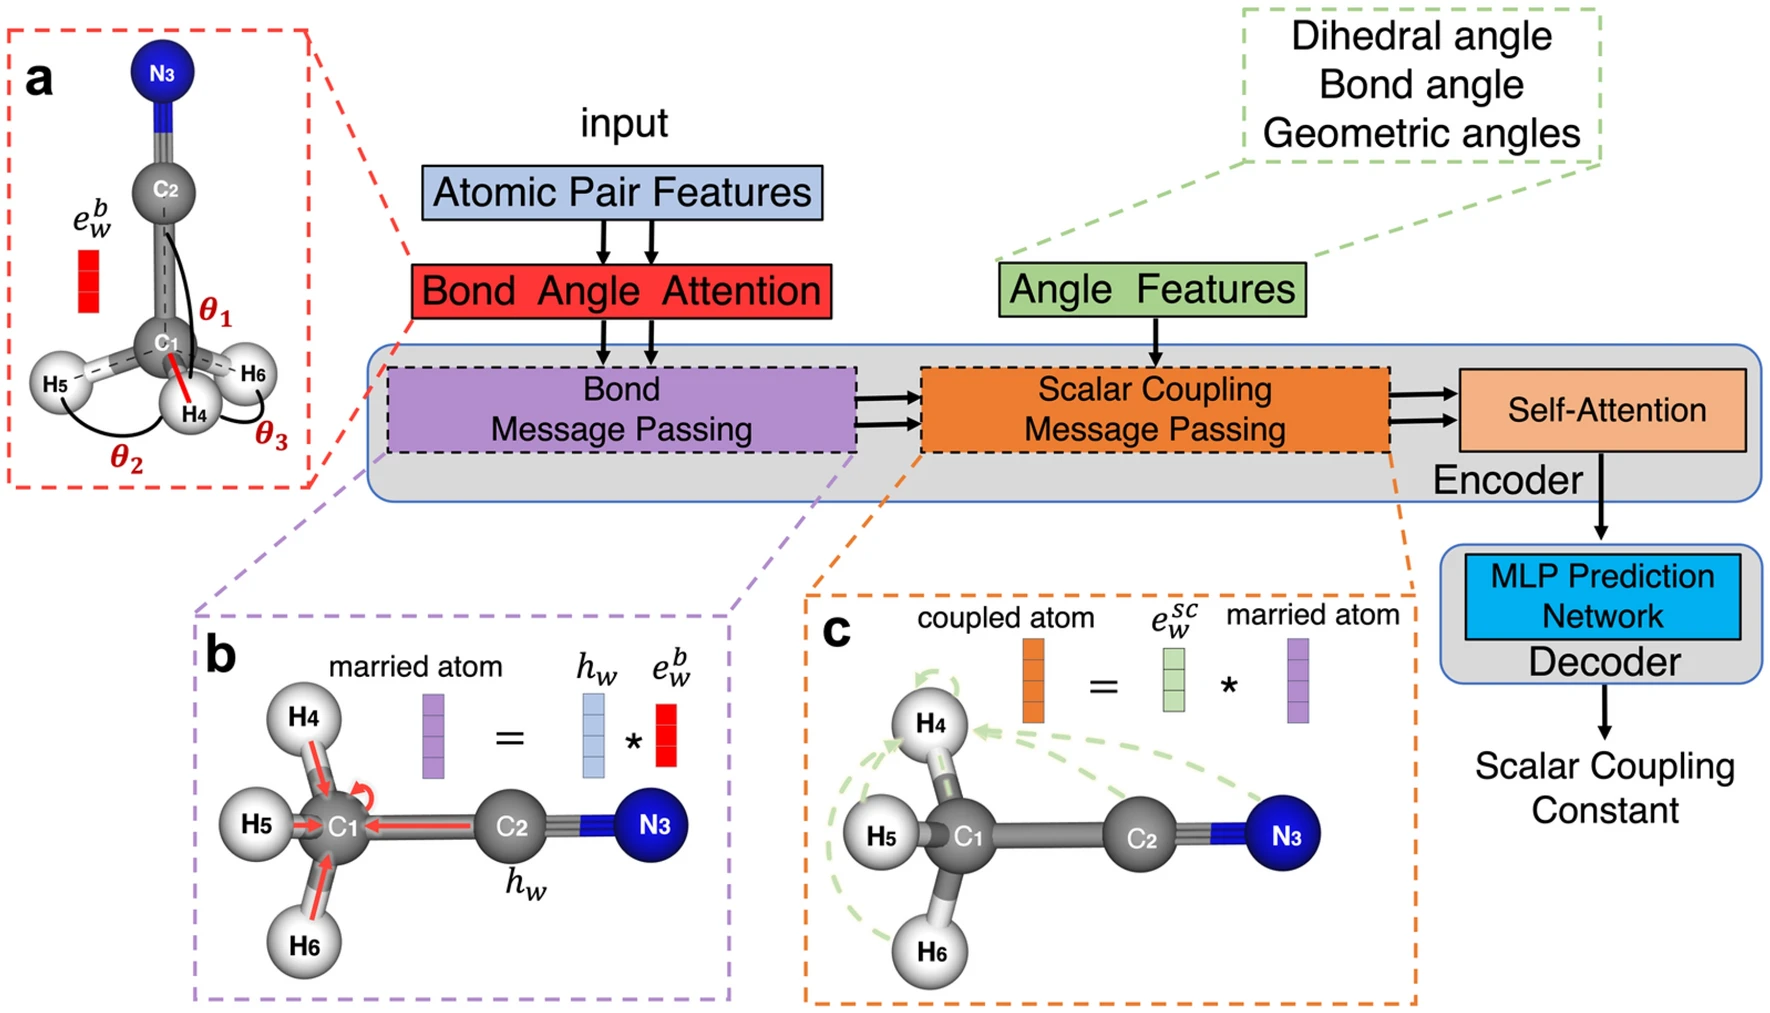 a
N3
C2
e_w^b
θ1
C1
H5
H6
H4
θ2
θ3
input
Atomic Pair Features
Bond Angle Attention
Dihedral angle
Bond angle
Geometric angles
Angle Features
Bond
Message Passing
Scalar Coupling
Message Passing
Self-Attention
Encoder
MLP Prediction
Network
Decoder
Scalar Coupling
Constant
b
married atom
h_w
e_w^b
=
*
H4
H5
C1
C2
N3
h_w
H6
c
coupled atom
e_w^sc
married atom
=
*
H4
H5
C1
C2
N3
H6